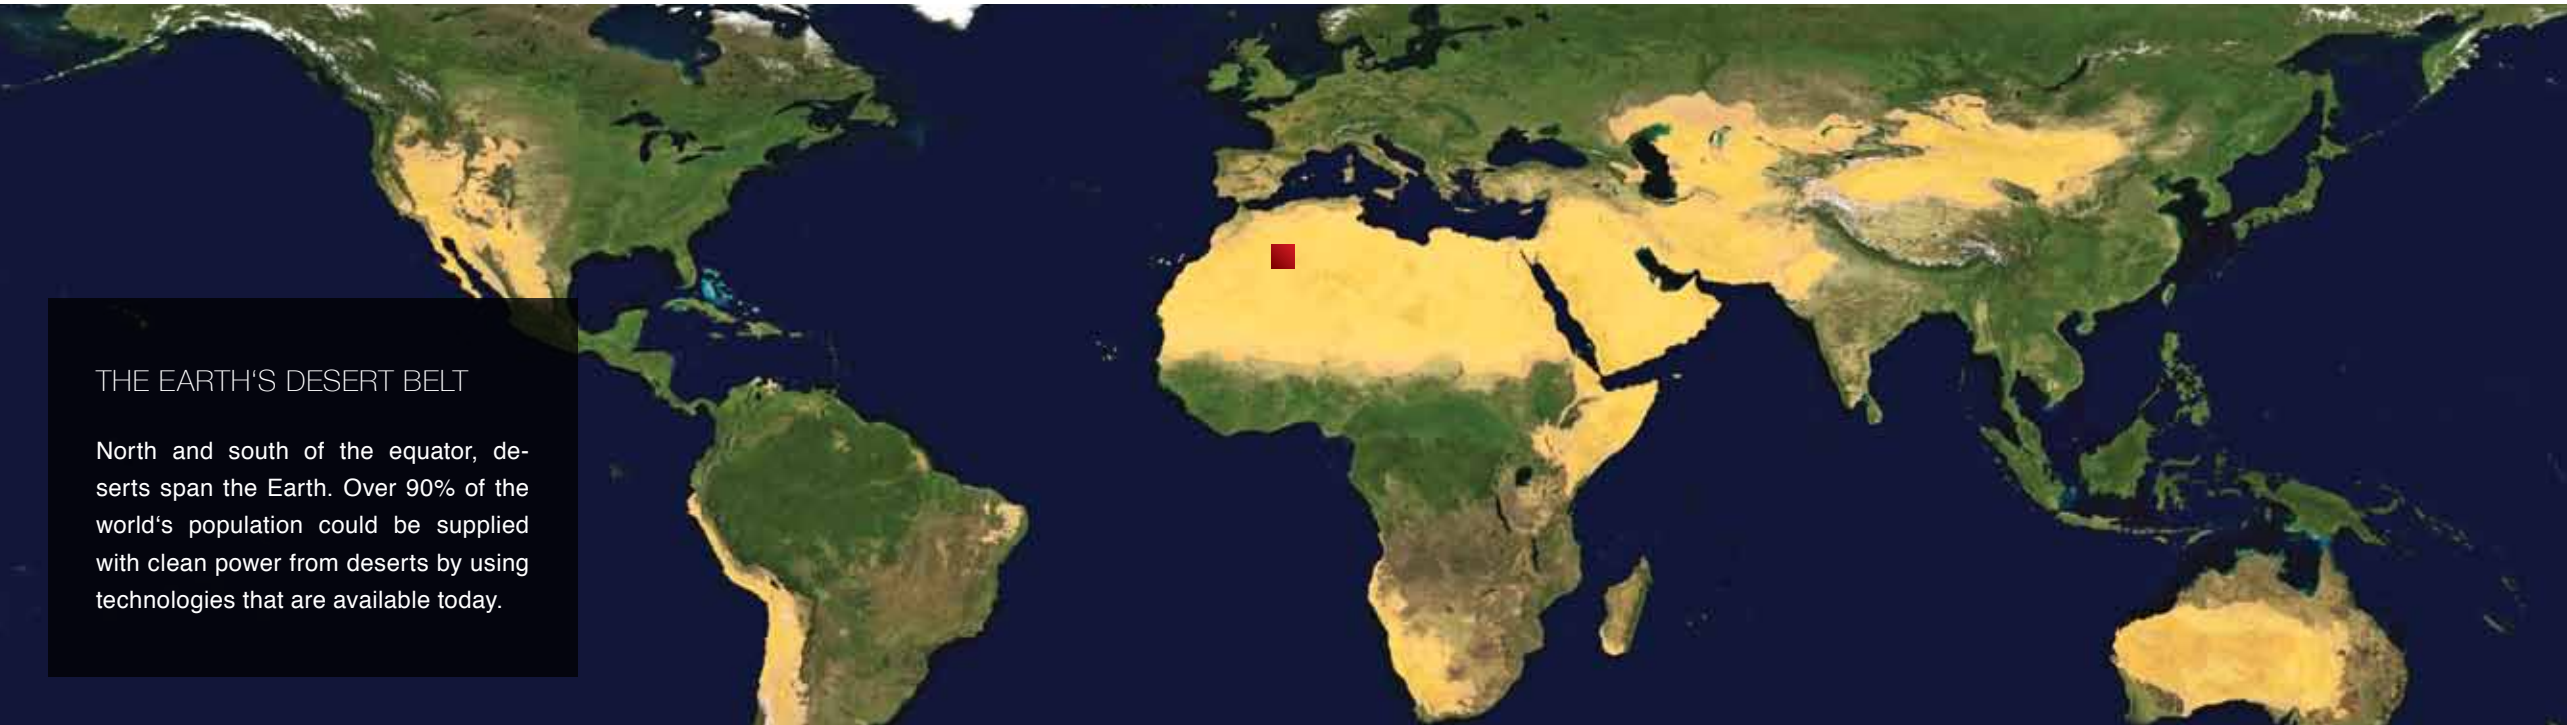 THE EARTH‘S DESERT BELT
North and south of the equator, de-
serts span the Earth. Over 90% of the
world‘s population could be supplied
with clean power from deserts by using
technologies that are available today.